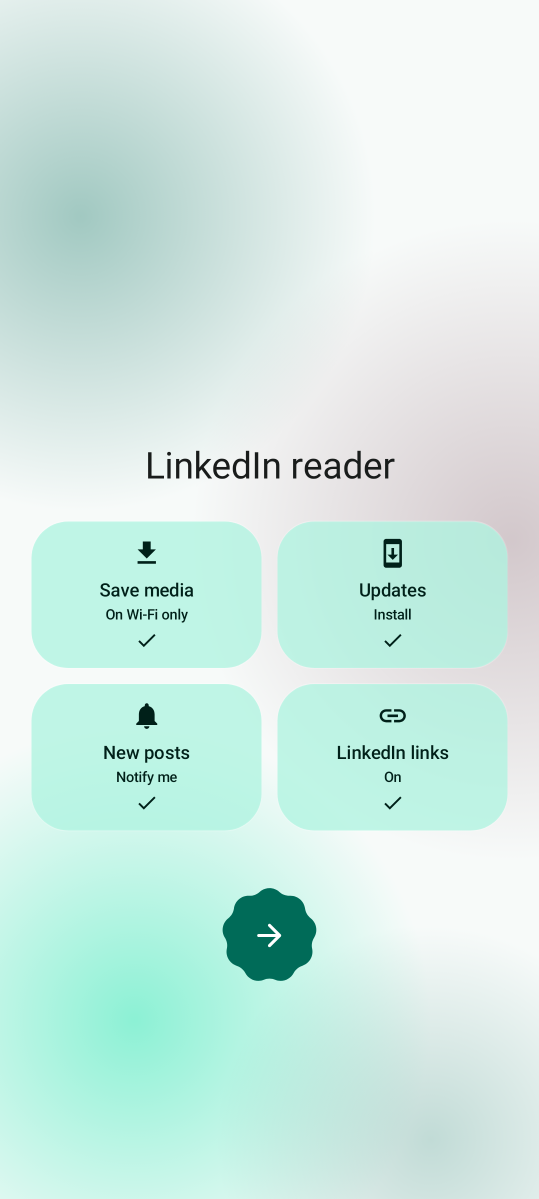 LinkedIn reader
Save media
On Wi-Fi only
Updates
Install
New posts
Notify me
LinkedIn links
On